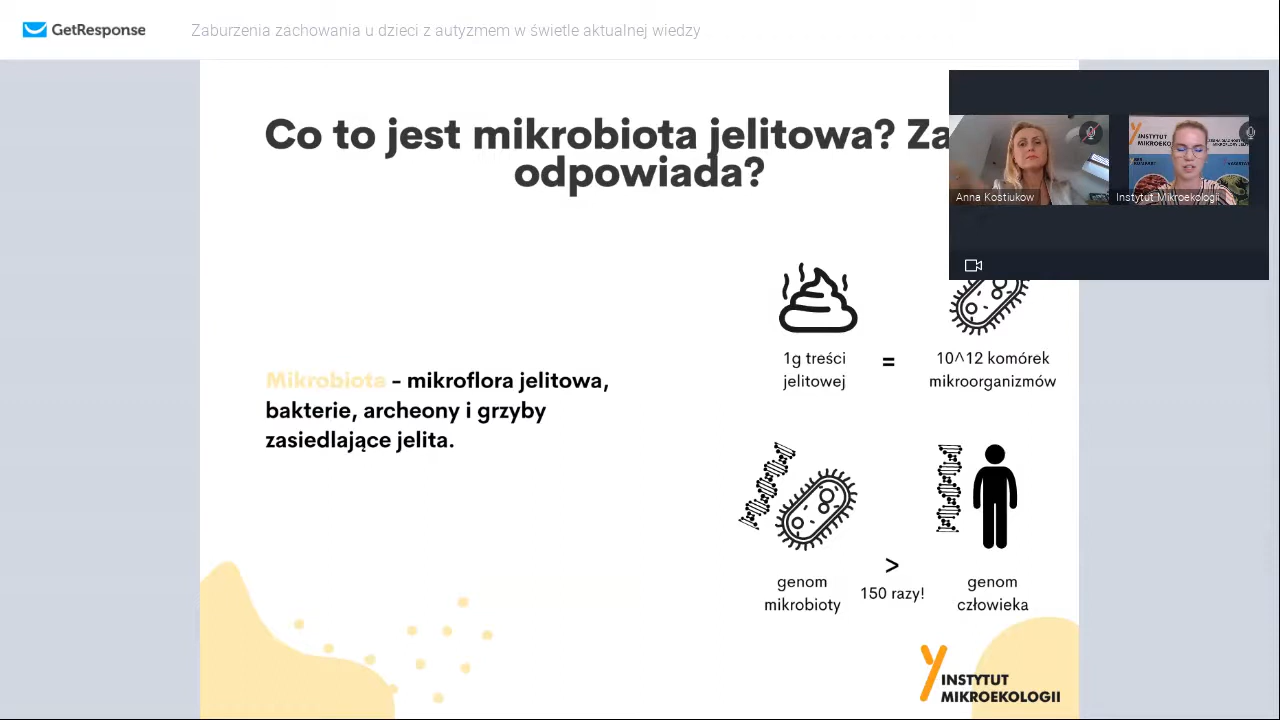 GetResponse
Zaburzenia zachowania u dzieci z autyzmem w świetle aktualnej wiedzy
Co to jest mikrobiota jelitowa? Za
odpowiada?
Anna Kostiukow
Instytut Mikroekologii
INSTYTUT
1g treści
jelitowej
=
10^12 komórek
mikroorganizmów
Mikrobiota - mikroflora jelitowa,
bakterie, archeony i grzyby
zasiedlające jelita.
genom
mikrobioty
>
150 razy!
genom
człowieka
INSTYTUT
MIKROEKOLOGII